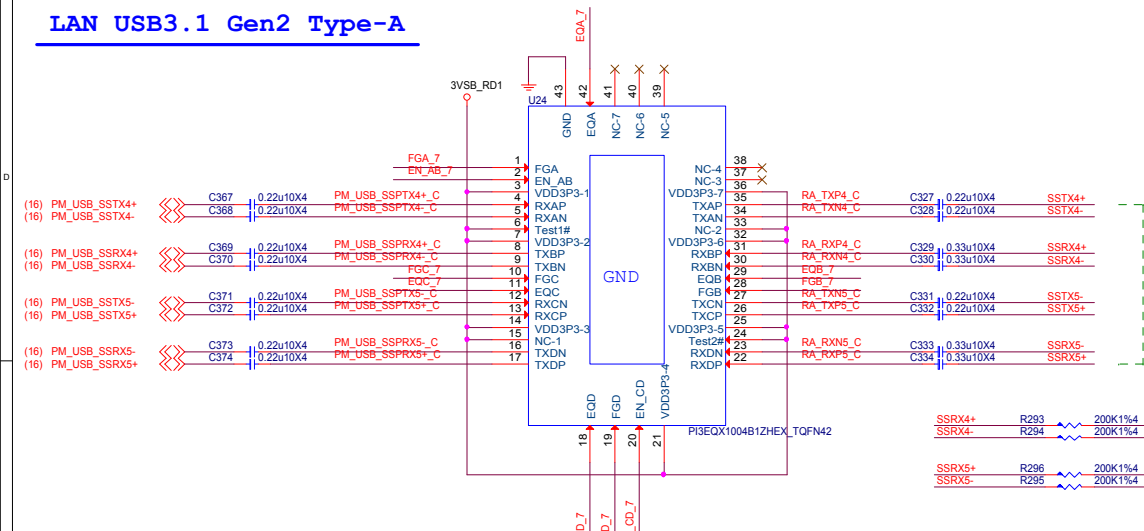 LAN USB3.1 Gen2 Type-A
EQA_7
3VSB_RD1
U24
43 42 41 40 39
GND EQA NC-7 NC-6 NC-5
D
FGA_7 1 FGA
EN_AB_7 2 EN_AB
3 VDD3P3-1
(16) PM_USB_SSTX4+ C367 0.22u10X4 PM_USB_SSPTX4+_C 4 RXAP
(16) PM_USB_SSTX4- C368 0.22u10X4 PM_USB_SSPTX4-_C 5 RXAN
6 Test1#
7 VDD3P3-2
(16) PM_USB_SSRX4+ C369 0.22u10X4 PM_USB_SSPRX4+_C 8 TXBP
(16) PM_USB_SSRX4- C370 0.22u10X4 PM_USB_SSPRX4-_C 9 TXBN
FGC_7 10 FGC
EQC_7 11 EQC
(16) PM_USB_SSTX5- C371 0.22u10X4 PM_USB_SSPTX5-_C 12 RXCN
(16) PM_USB_SSTX5+ C372 0.22u10X4 PM_USB_SSPTX5+_C 13 RXCP
14 VDD3P3-3
15 NC-1
(16) PM_USB_SSRX5- C373 0.22u10X4 PM_USB_SSPRX5-_C 16 TXDN
(16) PM_USB_SSRX5+ C374 0.22u10X4 PM_USB_SSPRX5+_C 17 TXDP
GND
NC-4 38
NC-3 37
VDD3P3-7 36
TXAP 35 RA_TXP4_C C327 0.22u10X4 SSTX4+
TXAN 34 RA_TXN4_C C328 0.22u10X4 SSTX4-
NC-2 33
VDD3P3-6 32
RXBP 31 RA_RXP4_C C329 0.33u10X4 SSRX4+
RXBN 30 RA_RXN4_C C330 0.33u10X4 SSRX4-
EQB 29 EQB_7
FGB 28 FGB_7
TXCN 27 RA_TXN5_C C331 0.22u10X4 SSTX5-
TXCP 26 RA_TXP5_C C332 0.22u10X4 SSTX5+
VDD3P3-5 25
Test2# 24
RXDN 23 RA_RXN5_C C333 0.33u10X4 SSRX5-
RXDP 22 RA_RXP5_C C334 0.33u10X4 SSRX5+
EQD FGD EN_CD VDD3P3-4
18 19 20 21
PI3EQX1004B1ZHEX_TQFN42
D_7 D_7 _CD_7
SSRX4+ R293 200K1%4
SSRX4- R294 200K1%4
SSRX5+ R296 200K1%4
SSRX5- R295 200K1%4